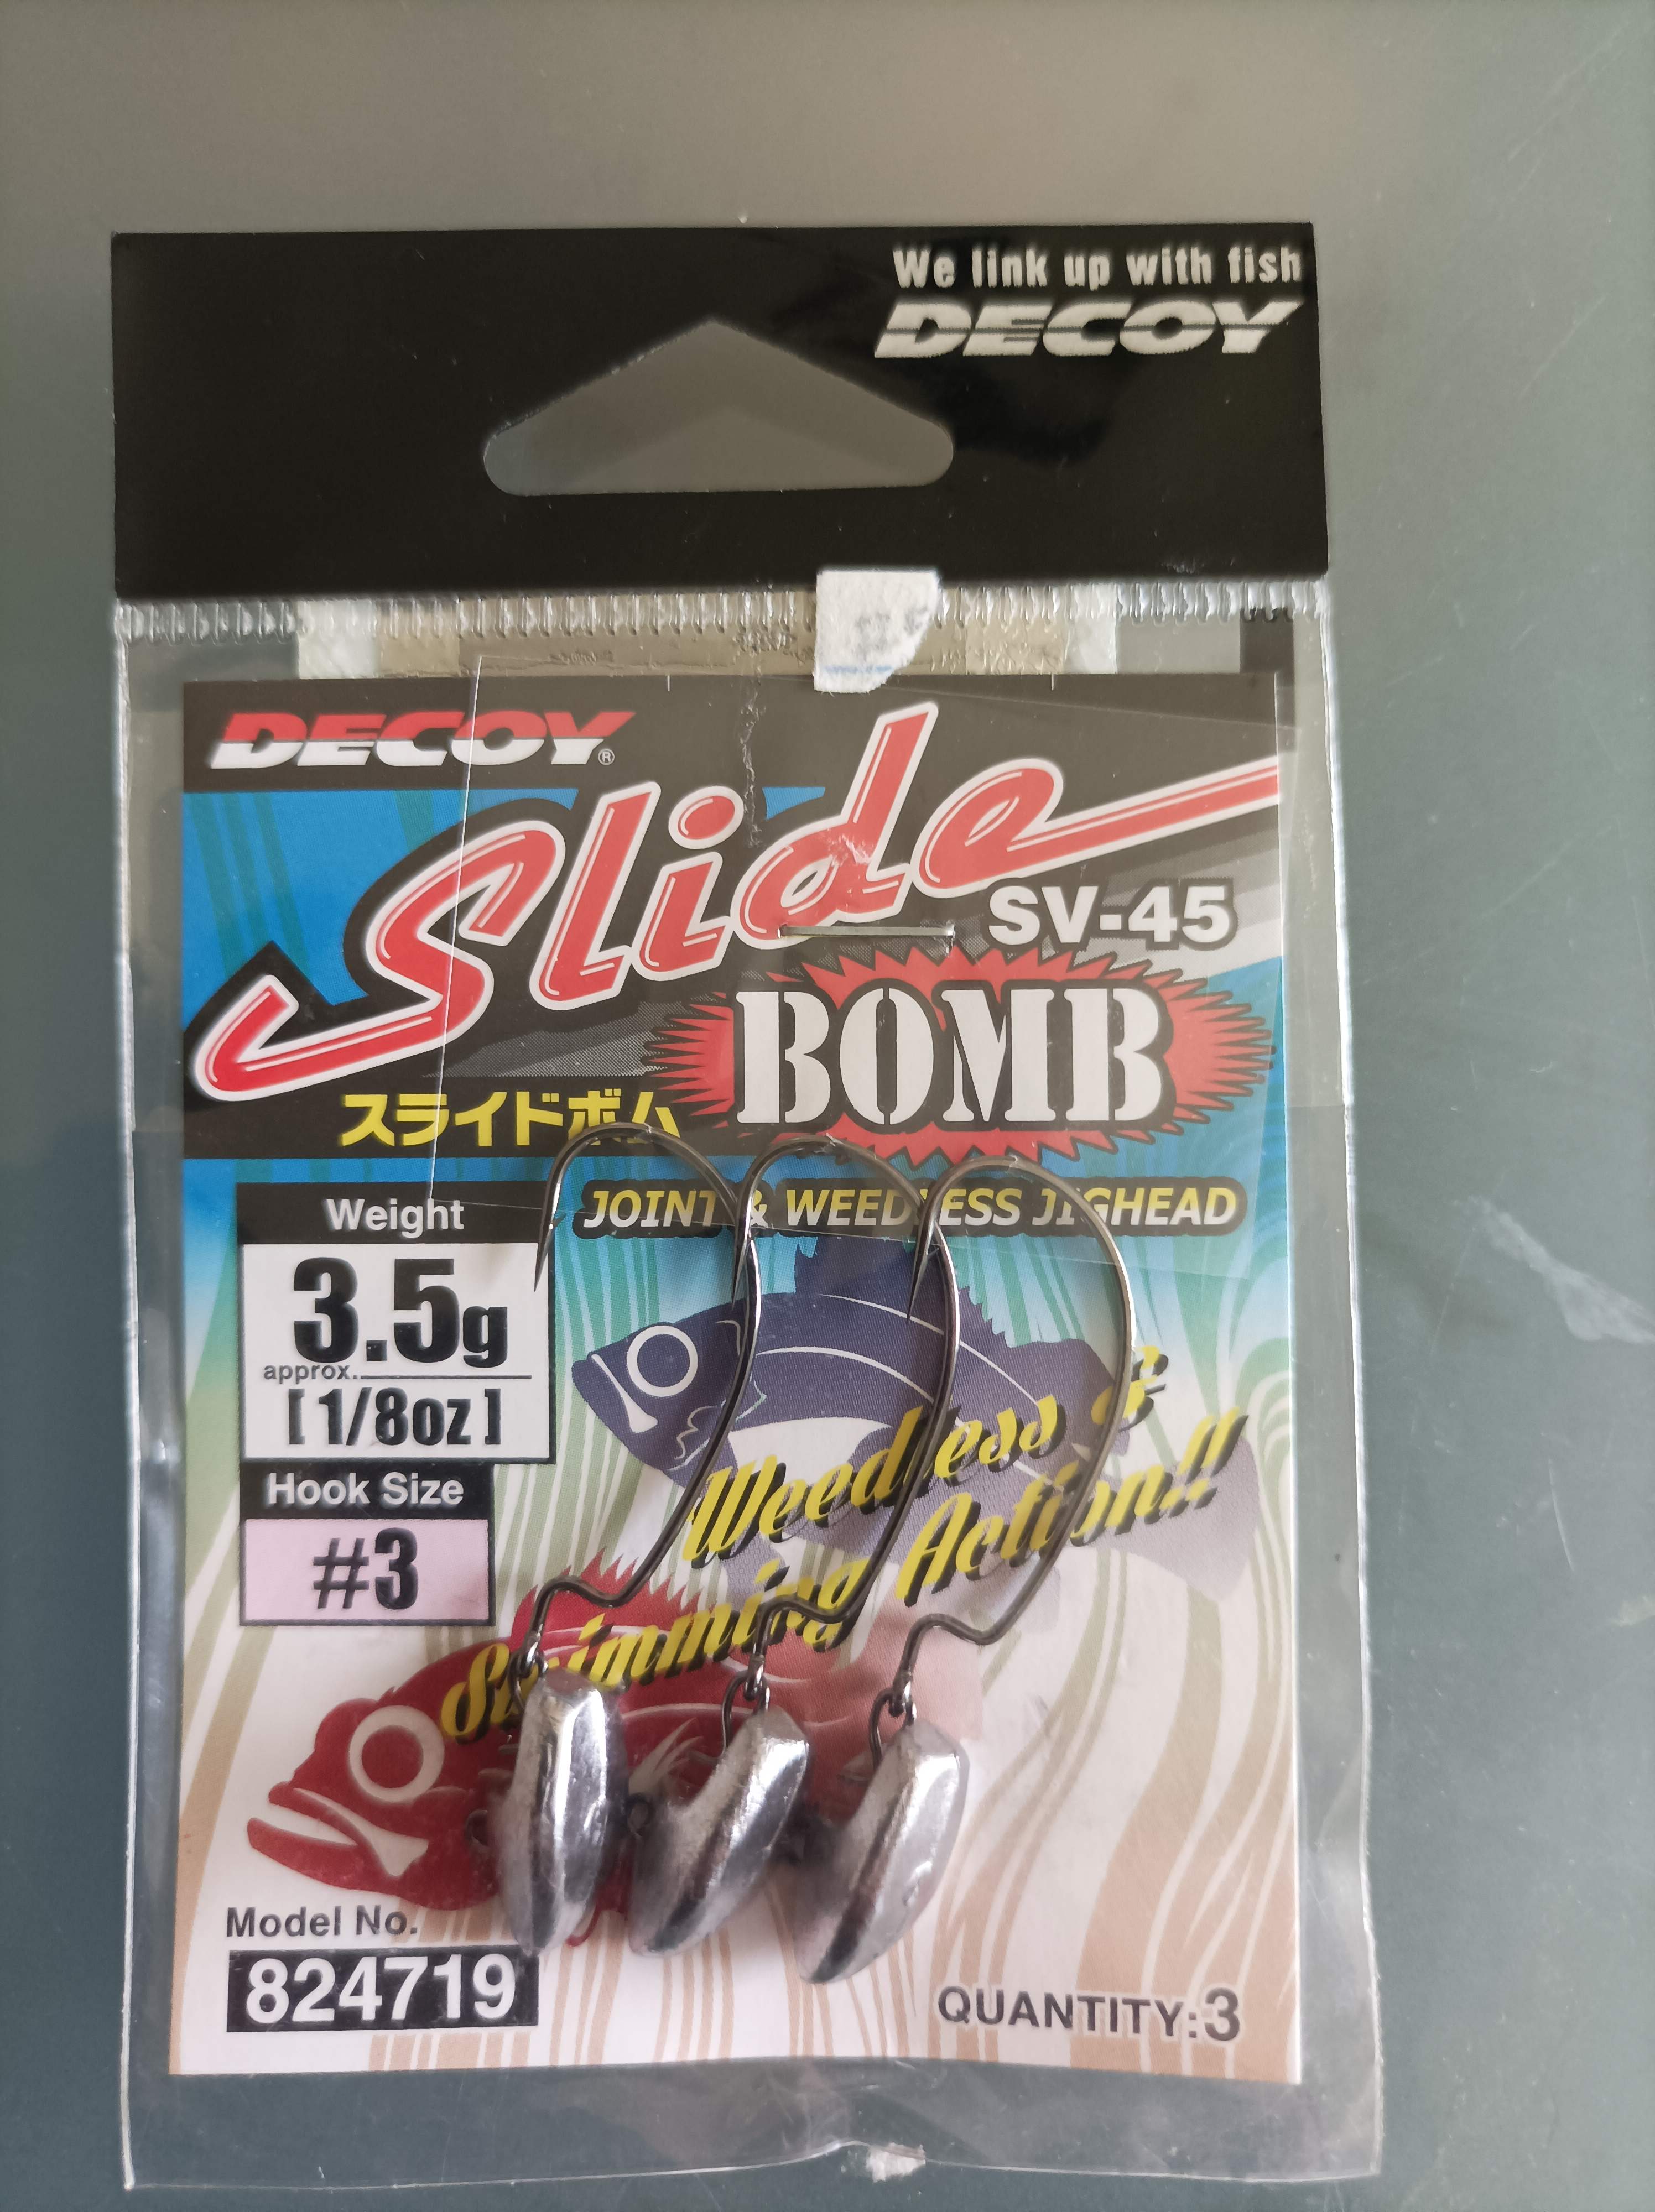 We link up with fish
DECOY
DECOY®
Slide
SV-45
BOMB
スライドボム
JOINT & WEEDLESS JIGHEAD
Weight
3.5g
approx.
[1/8oz]
Hook Size
#3
Weedless &
Swimming Action!!
Model No.
824719
QUANTITY:3